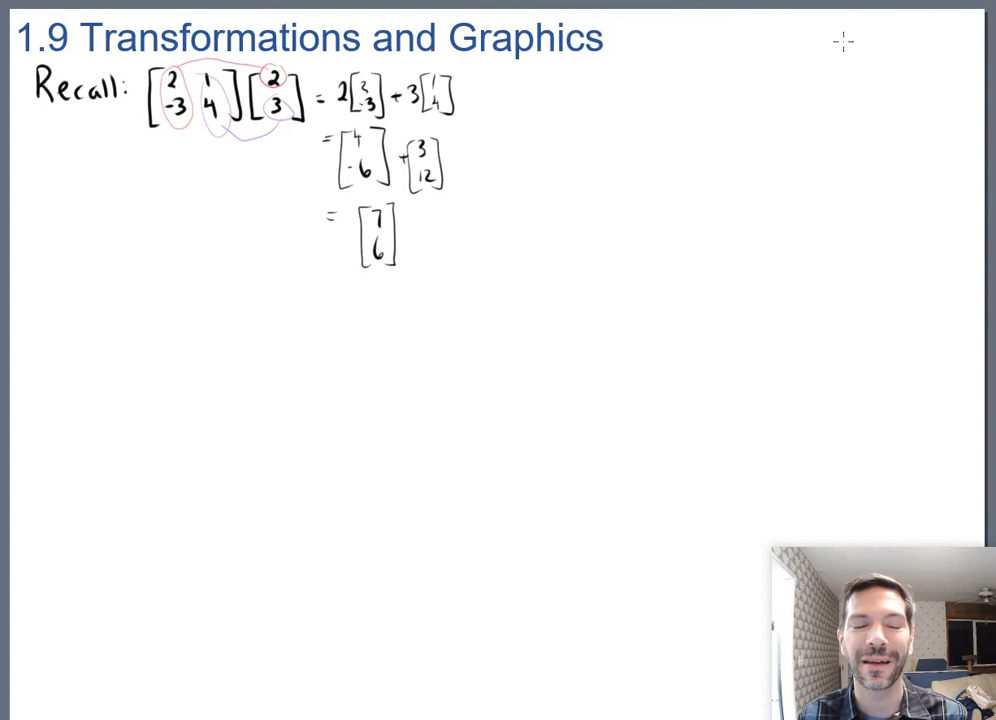 1.9 Transformations and Graphics
Recall: [2 1; -3 4] [2; 3] = 2[2; -3] + 3[1; 4]
= [4; -6] + [3; 12]
= [7; 6]